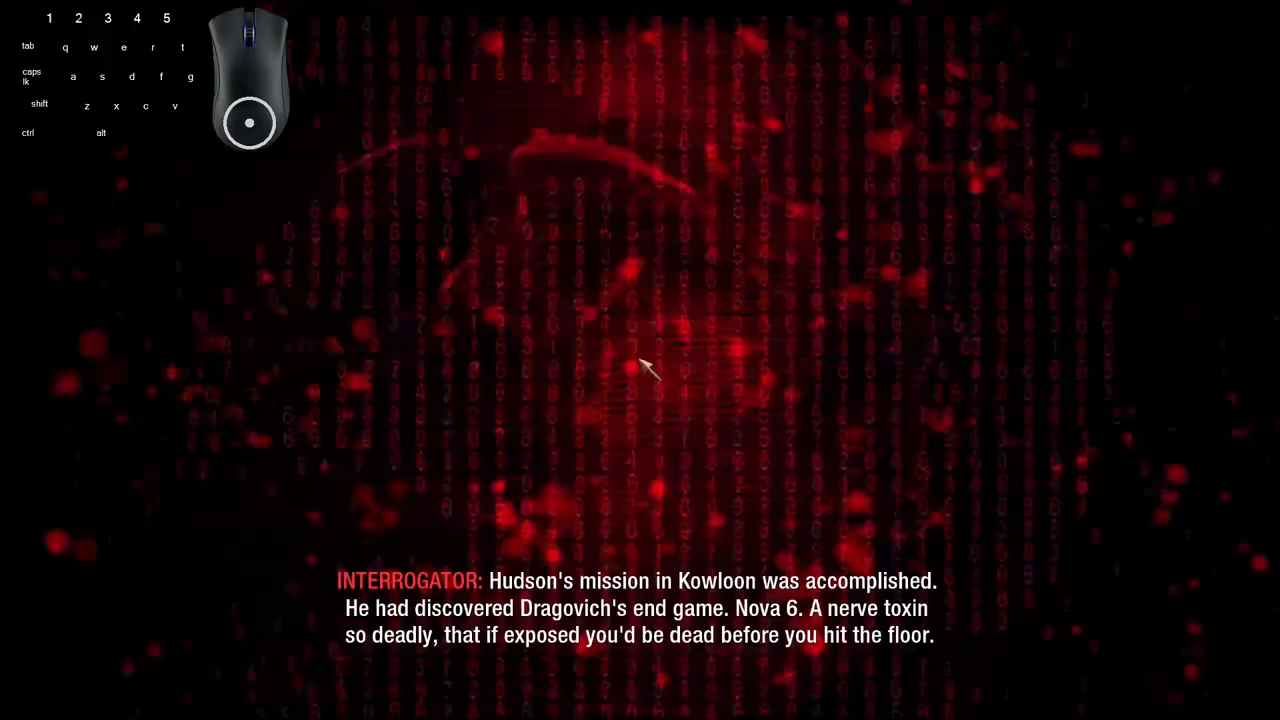 1 2 3 4 5
tab q w e r t
caps
lk a s d f g
shift z x c v
ctrl alt
INTERROGATOR: Hudson's mission in Kowloon was accomplished.
He had discovered Dragovich's end game. Nova 6. A nerve toxin
so deadly, that if exposed you'd be dead before you hit the floor.